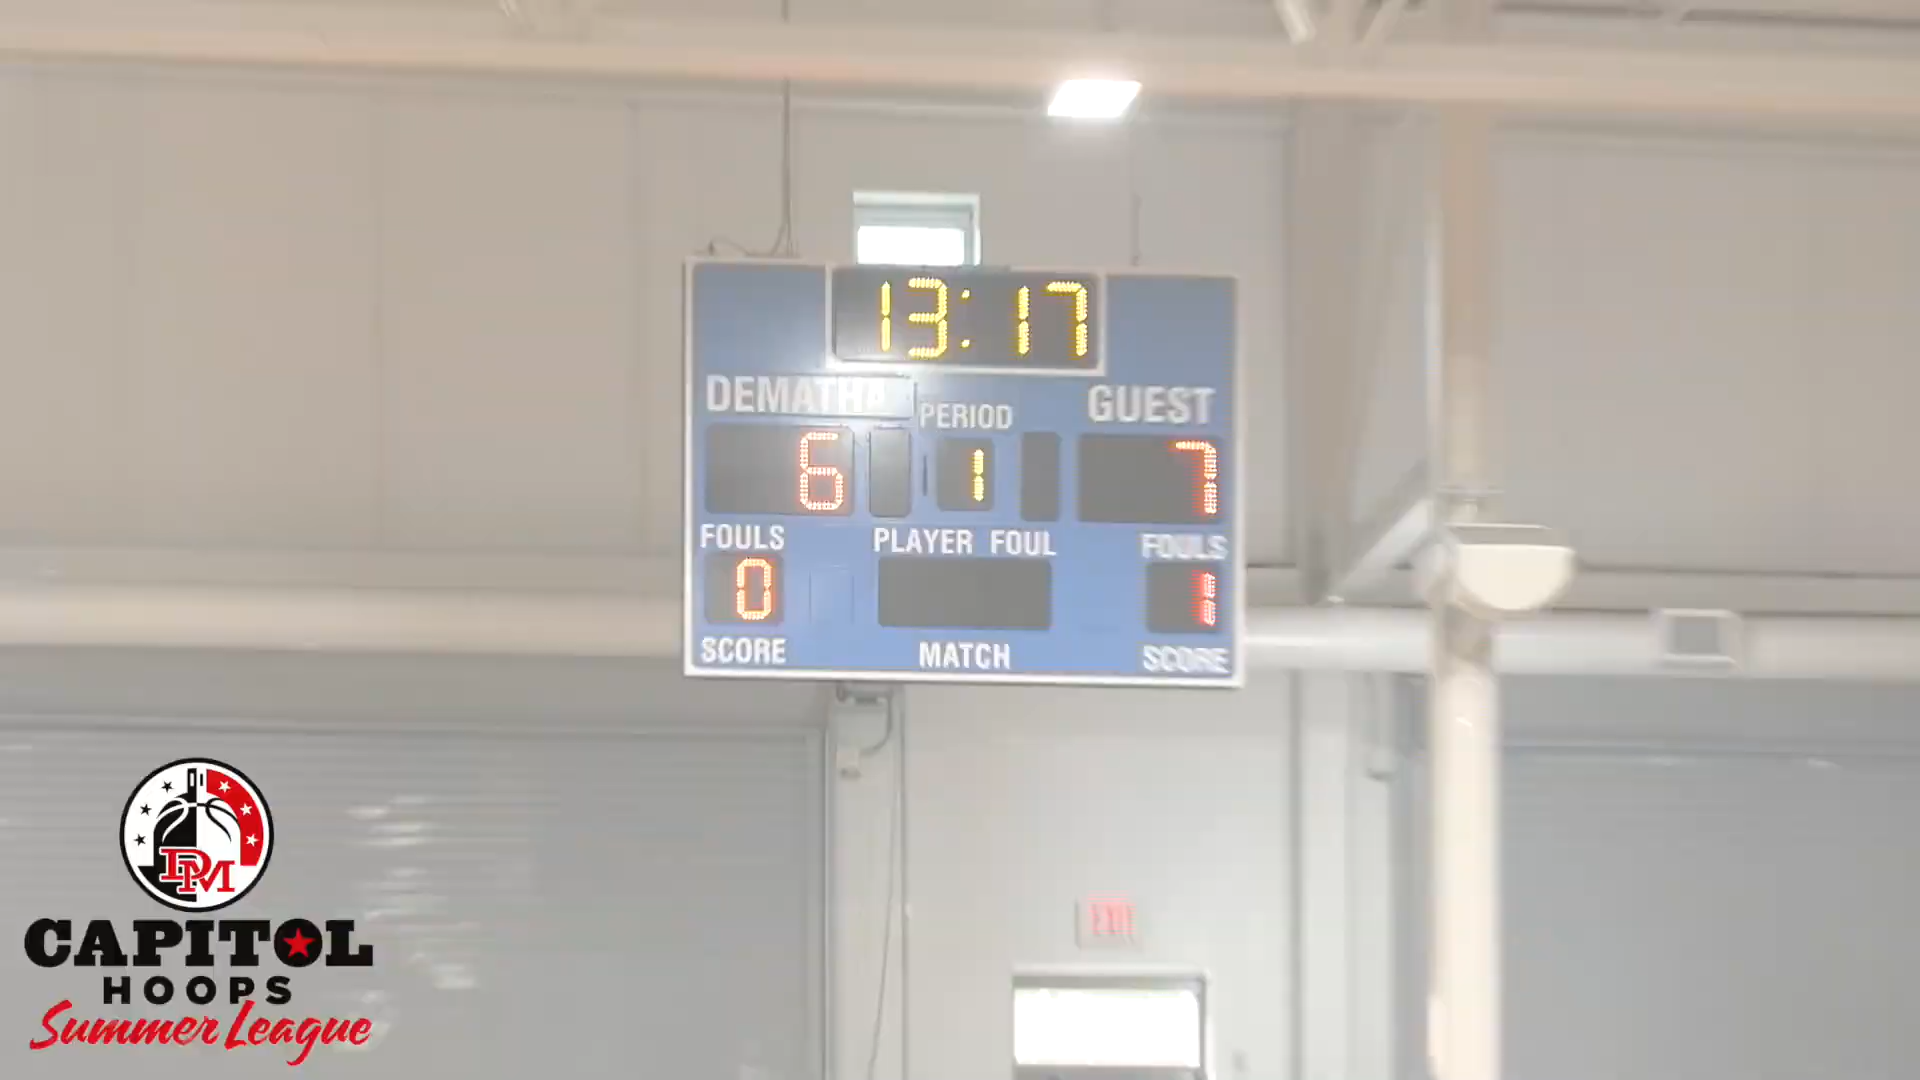 13:17
DEMATHA
PERIOD
GUEST
6
1
7
FOULS
PLAYER FOUL
FOULS
0
1
SCORE
MATCH
SCORE
EXIT
DM
CAPITOL
HOOPS
Summer League